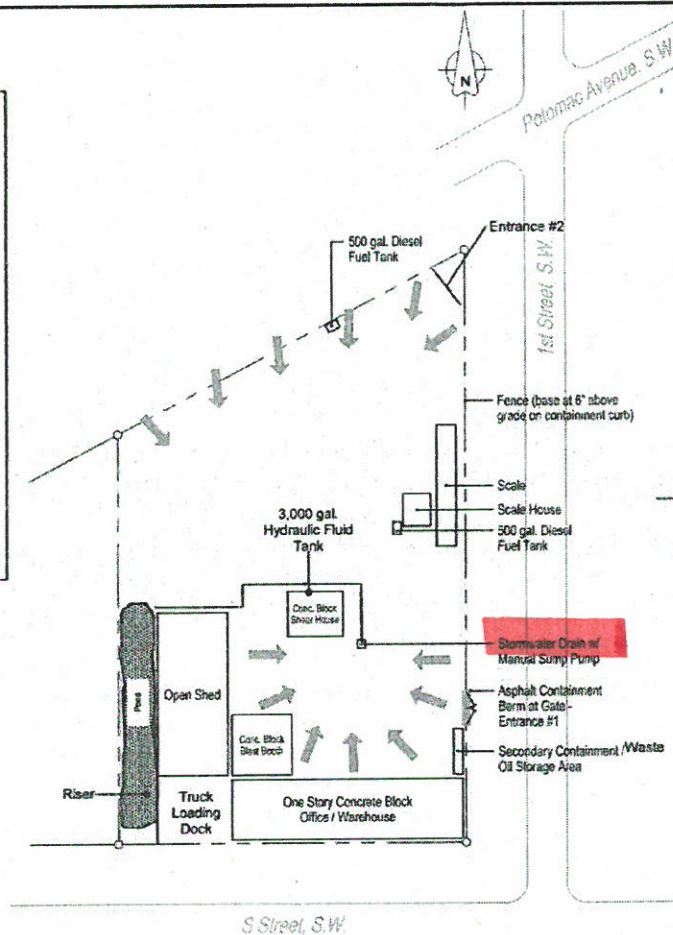 N
Potomac Avenue, S.W.
Entrance #2
500 gal. Diesel
Fuel Tank
1st Street, S.W.
Fence (base at 6" above
grade on containment curb)
Scale
Scale House
500 gal. Diesel
Fuel Tank
3,000 gal.
Hydraulic Fluid
Tank
Conc. Block
Shear House
Stormwater Drain w/
Manual Sump Pump
Open Shed
Pond
Asphalt Containment
Berm at Gate -
Entrance #1
Conc. Block
Blast Booth
Secondary Containment / Waste
Oil Storage Area
Riser
Truck
Loading
Dock
One Story Concrete Block
Office / Warehouse
S Street, S.W.